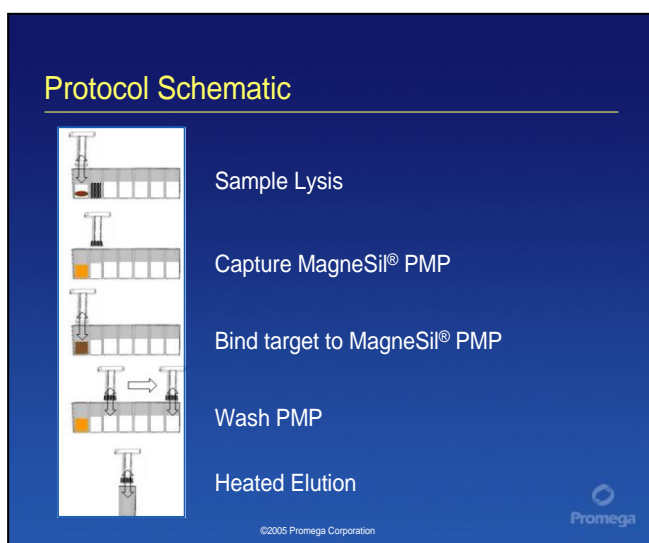 Protocol Schematic
Sample Lysis
Capture MagneSil® PMP
Bind target to MagneSil® PMP
Wash PMP
Heated Elution
©2005 Promega Corporation
Promega